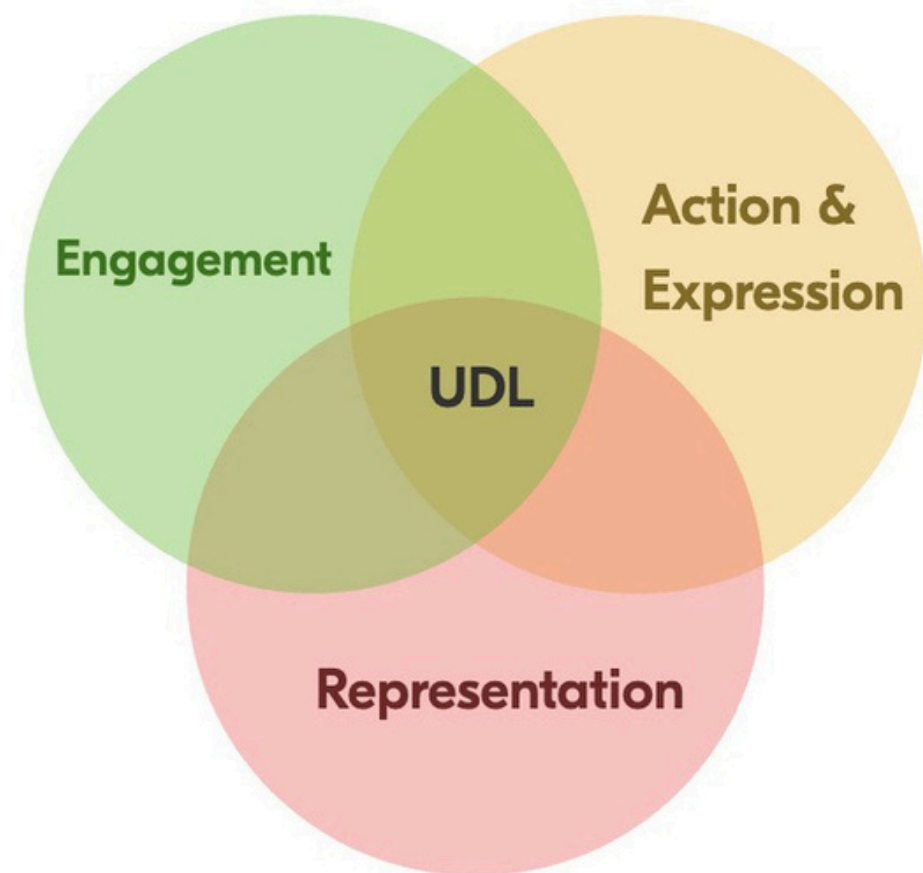 Engagement
Action &
Expression
UDL
Representation